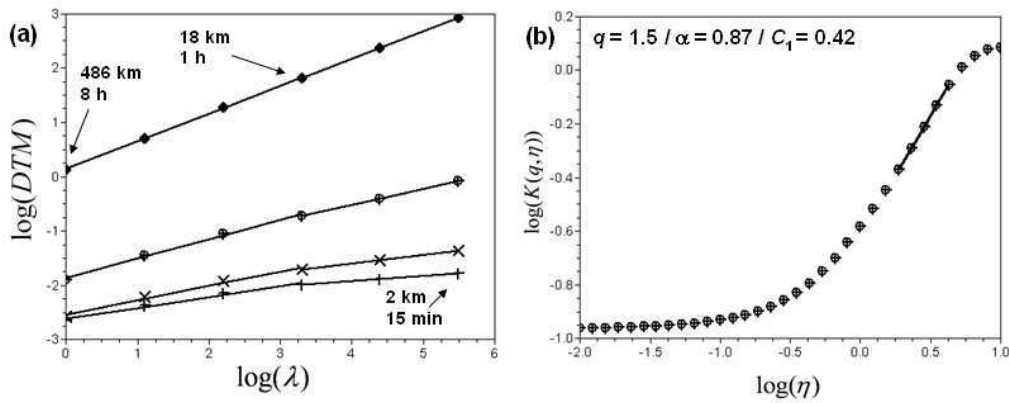 (a)
3
2
1
0
-1
-2
-3
log(DTM)
486 km
8 h
18 km
1 h
2 km
15 min
0 1 2 3 4 5 6
log(λ)
(b)
q = 1.5 / α = 0.87 / C₁ = 0.42
0.2
0.0
-0.2
-0.4
-0.6
-0.8
-1.0
log(K(q,η))
-2.0 -1.5 -1.0 -0.5 0.0 0.5 1.0
log(η)